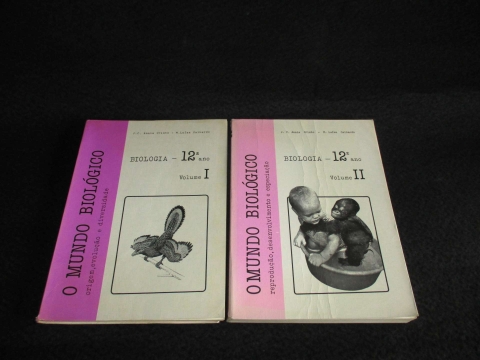 BIOLOGIA — 12º ano
Volume I
O MUNDO BIOLÓGICO
origem, evolução e diversidade
BIOLOGIA — 12º ano
Volume II
O MUNDO BIOLÓGICO
reprodução, desenvolvimento e especiação